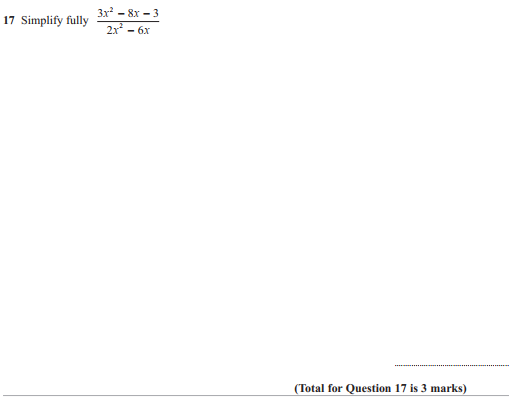 17 Simplify fully (3x² – 8x – 3)/(2x² – 6x)
(Total for Question 17 is 3 marks)